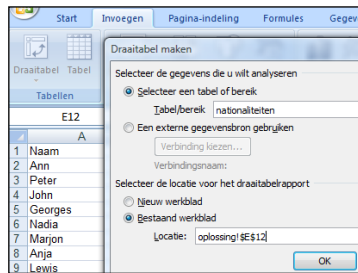 Start Invoegen Pagina-indeling Formules Gegev
Draaitabel Tabel
Tabellen
E12
A
1 Naam
2 Ann
3 Peter
4 John
5 Georges
6 Nadia
7 Marjon
8 Anja
9 Lewis
Draaitabel maken
Selecteer de gegevens die u wilt analyseren
Selecteer een tabel of bereik
Tabel/bereik: nationaliteiten
Een externe gegevensbron gebruiken
Verbinding kiezen...
Verbindingsnaam:
Selecteer de locatie voor het draaitabelrapport
Nieuw werkblad
Bestaand werkblad
Locatie: oplossing!$E$12
OK